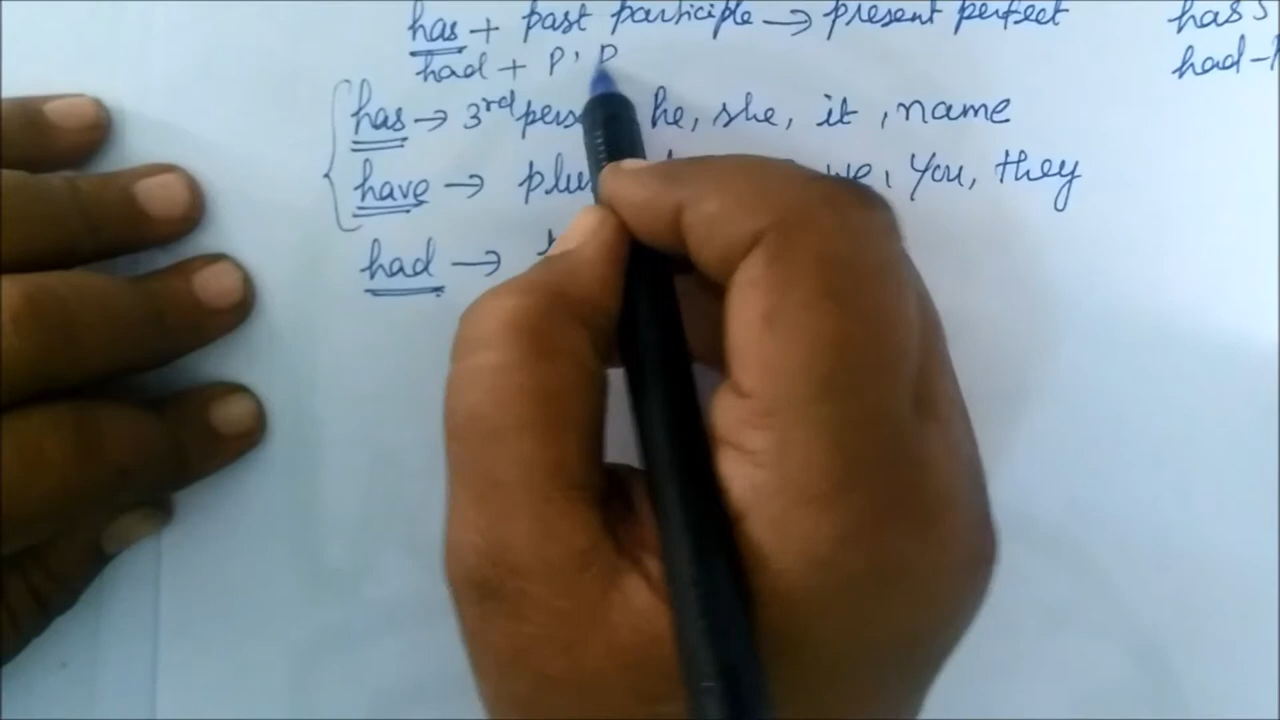 has + past participle → present perfect
had + P.P
has → 3rd pers he, she, it, name
have → plu we, You, they
had →
has
had -